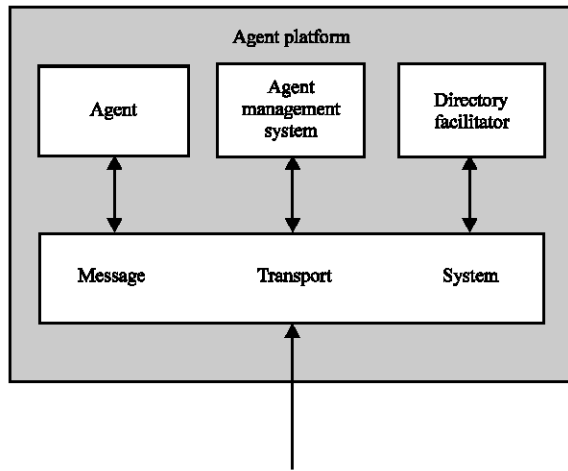 Agent platform
Agent
Agent
management
system
Directory
facilitator
Message Transport System